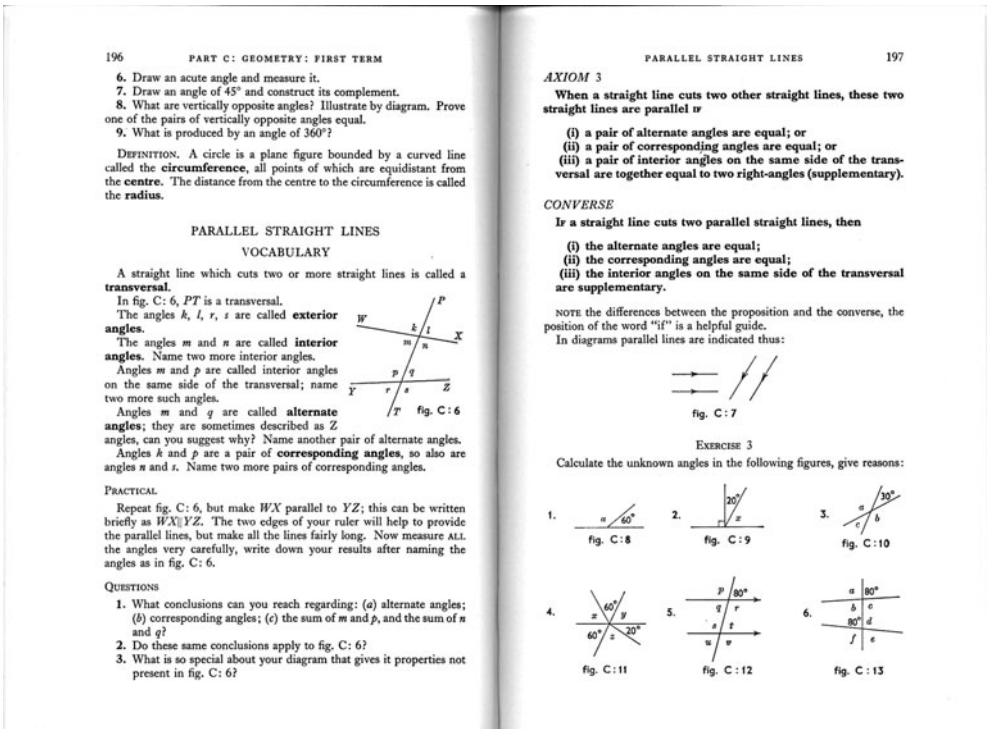 196 PART C: GEOMETRY: FIRST TERM
6. Draw an acute angle and measure it.
7. Draw an angle of 45° and construct its complement.
8. What are vertically opposite angles? Illustrate by diagram. Prove
one of the pairs of vertically opposite angles equal.
9. What is produced by an angle of 360°?
DEFINITION. A circle is a plane figure bounded by a curved line
called the circumference, all points of which are equidistant from
the centre. The distance from the centre to the circumference is called
the radius.
PARALLEL STRAIGHT LINES
VOCABULARY
A straight line which cuts two or more straight lines is called a
transversal.
In fig. C: 6, PT is a transversal.
The angles k, l, r, s are called exterior
angles.
The angles m and n are called interior
angles. Name two more interior angles.
Angles m and p are called interior angles
on the same side of the transversal; name
two more such angles.
Angles m and q are called alternate
angles; they are sometimes described as Z
angles, can you suggest why? Name another pair of alternate angles.
Angles k and p are a pair of corresponding angles, so also are
angles n and s. Name two more pairs of corresponding angles.
P
W
k l
X
m n
p q
Y r s Z
T fig. C : 6
PRACTICAL
Repeat fig. C: 6, but make WX parallel to YZ; this can be written
briefly as WX||YZ. The two edges of your ruler will help to provide
the parallel lines, but make all the lines fairly long. Now measure ALL
the angles very carefully, write down your results after naming the
angles as in fig. C: 6.
QUESTIONS
1. What conclusions can you reach regarding: (a) alternate angles;
(b) corresponding angles; (c) the sum of m and p, and the sum of n
and q?
2. Do these same conclusions apply to fig. C: 6?
3. What is so special about your diagram that gives it properties not
present in fig. C: 6?
PARALLEL STRAIGHT LINES 197
AXIOM 3
When a straight line cuts two other straight lines, these two
straight lines are parallel IF
(i) a pair of alternate angles are equal; or
(ii) a pair of corresponding angles are equal; or
(iii) a pair of interior angles on the same side of the trans-
versal are together equal to two right-angles (supplementary).
CONVERSE
IF a straight line cuts two parallel straight lines, then
(i) the alternate angles are equal;
(ii) the corresponding angles are equal;
(iii) the interior angles on the same side of the transversal
are supplementary.
NOTE the differences between the proposition and the converse, the
position of the word "if" is a helpful guide.
In diagrams parallel lines are indicated thus:
fig. C : 7
EXERCISE 3
Calculate the unknown angles in the following figures, give reasons:
1. a 60°
fig. C : 8
2. 20° x
fig. C : 9
3. 30° a b c
fig. C : 10
4. 60° x y 60° z 20°
fig. C : 11
5. p 80° q r s t u v
fig. C : 12
6. a 80° b c 80° d f e
fig. C : 13